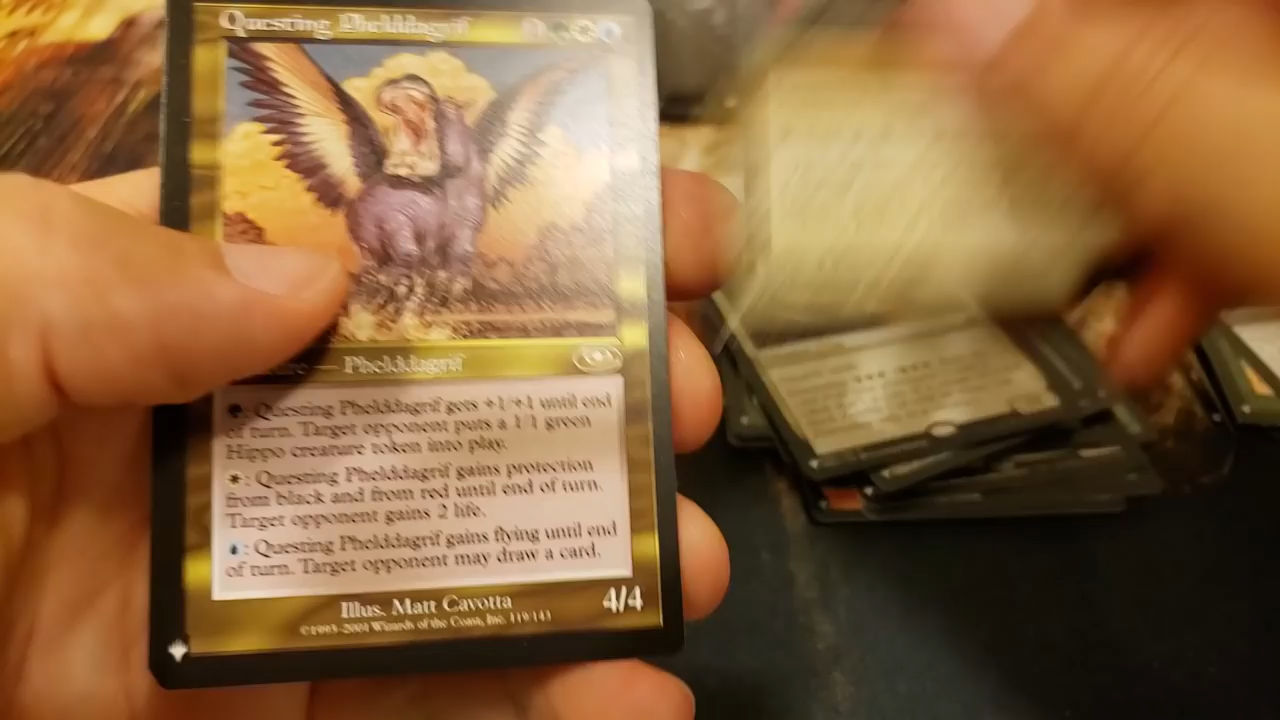 Questing Phelddagrif
— Phelddagrif
: Questing Phelddagrif gets +1/+1 until end
of turn. Target opponent puts a 1/1 green
Hippo creature token into play.
: Questing Phelddagrif gains protection
from black and from red until end of turn.
Target opponent gains 2 life.
: Questing Phelddagrif gains flying until end
of turn. Target opponent may draw a card.
Illus. Matt Cavotta
4/4
©1993-2001 Wizards of the Coast, Inc. 119/143